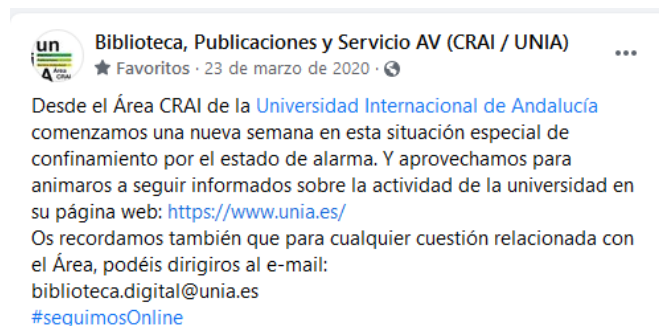 un
A Área
CRAI
Biblioteca, Publicaciones y Servicio AV (CRAI / UNIA)
Favoritos · 23 de marzo de 2020 ·
Desde el Área CRAI de la Universidad Internacional de Andalucía
comenzamos una nueva semana en esta situación especial de
confinamiento por el estado de alarma. Y aprovechamos para
animaros a seguir informados sobre la actividad de la universidad en
su página web: https://www.unia.es/
Os recordamos también que para cualquier cuestión relacionada con
el Área, podéis dirigiros al e-mail:
biblioteca.digital@unia.es
#seguimosOnline